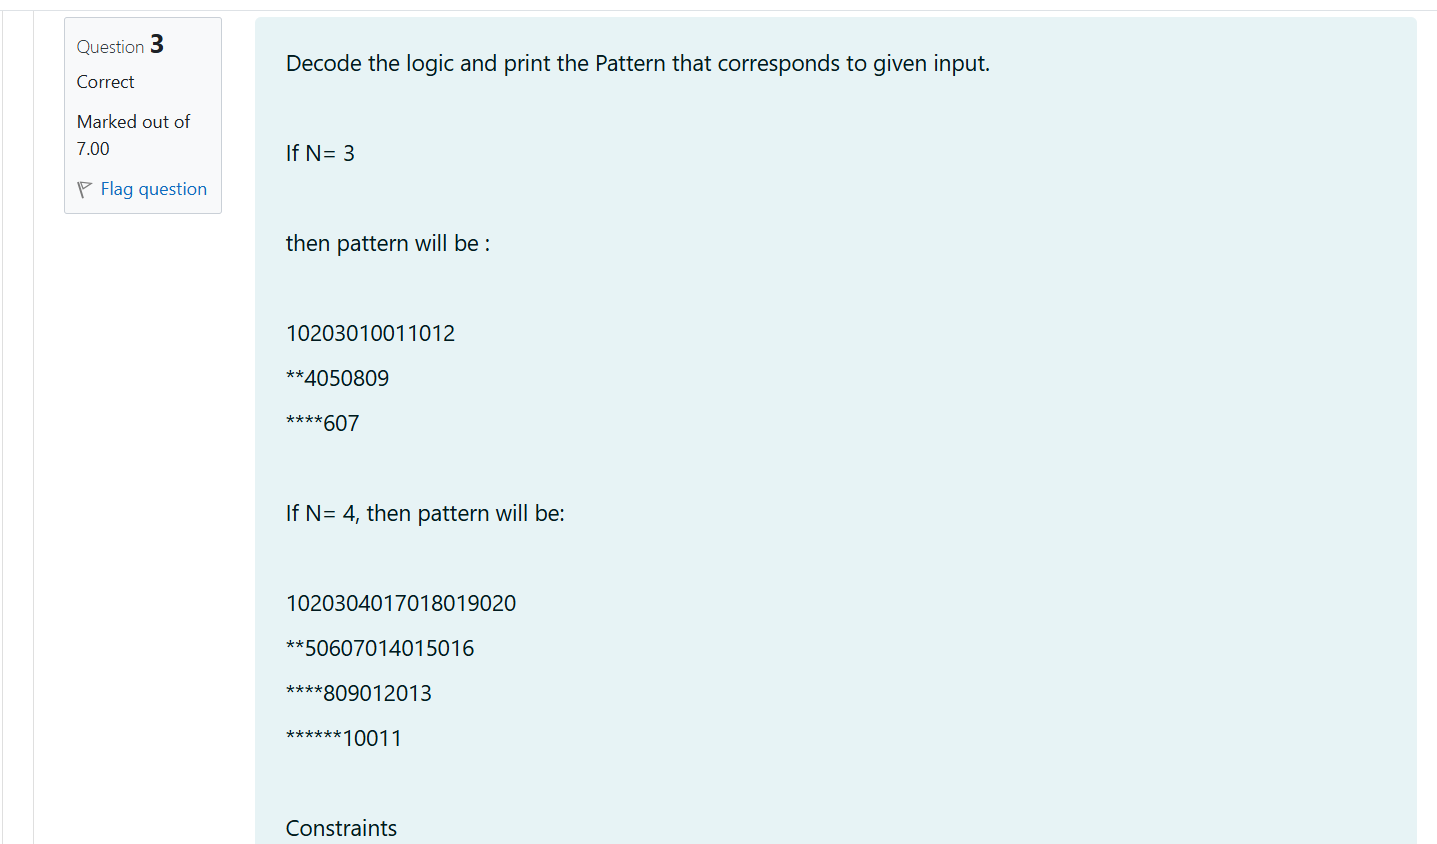 Question 3
Correct
Marked out of
7.00
Flag question
Decode the logic and print the Pattern that corresponds to given input.
If N= 3
then pattern will be :
10203010011012
**4050809
****607
If N= 4, then pattern will be:
1020304017018019020
**50607014015016
****809012013
******10011
Constraints